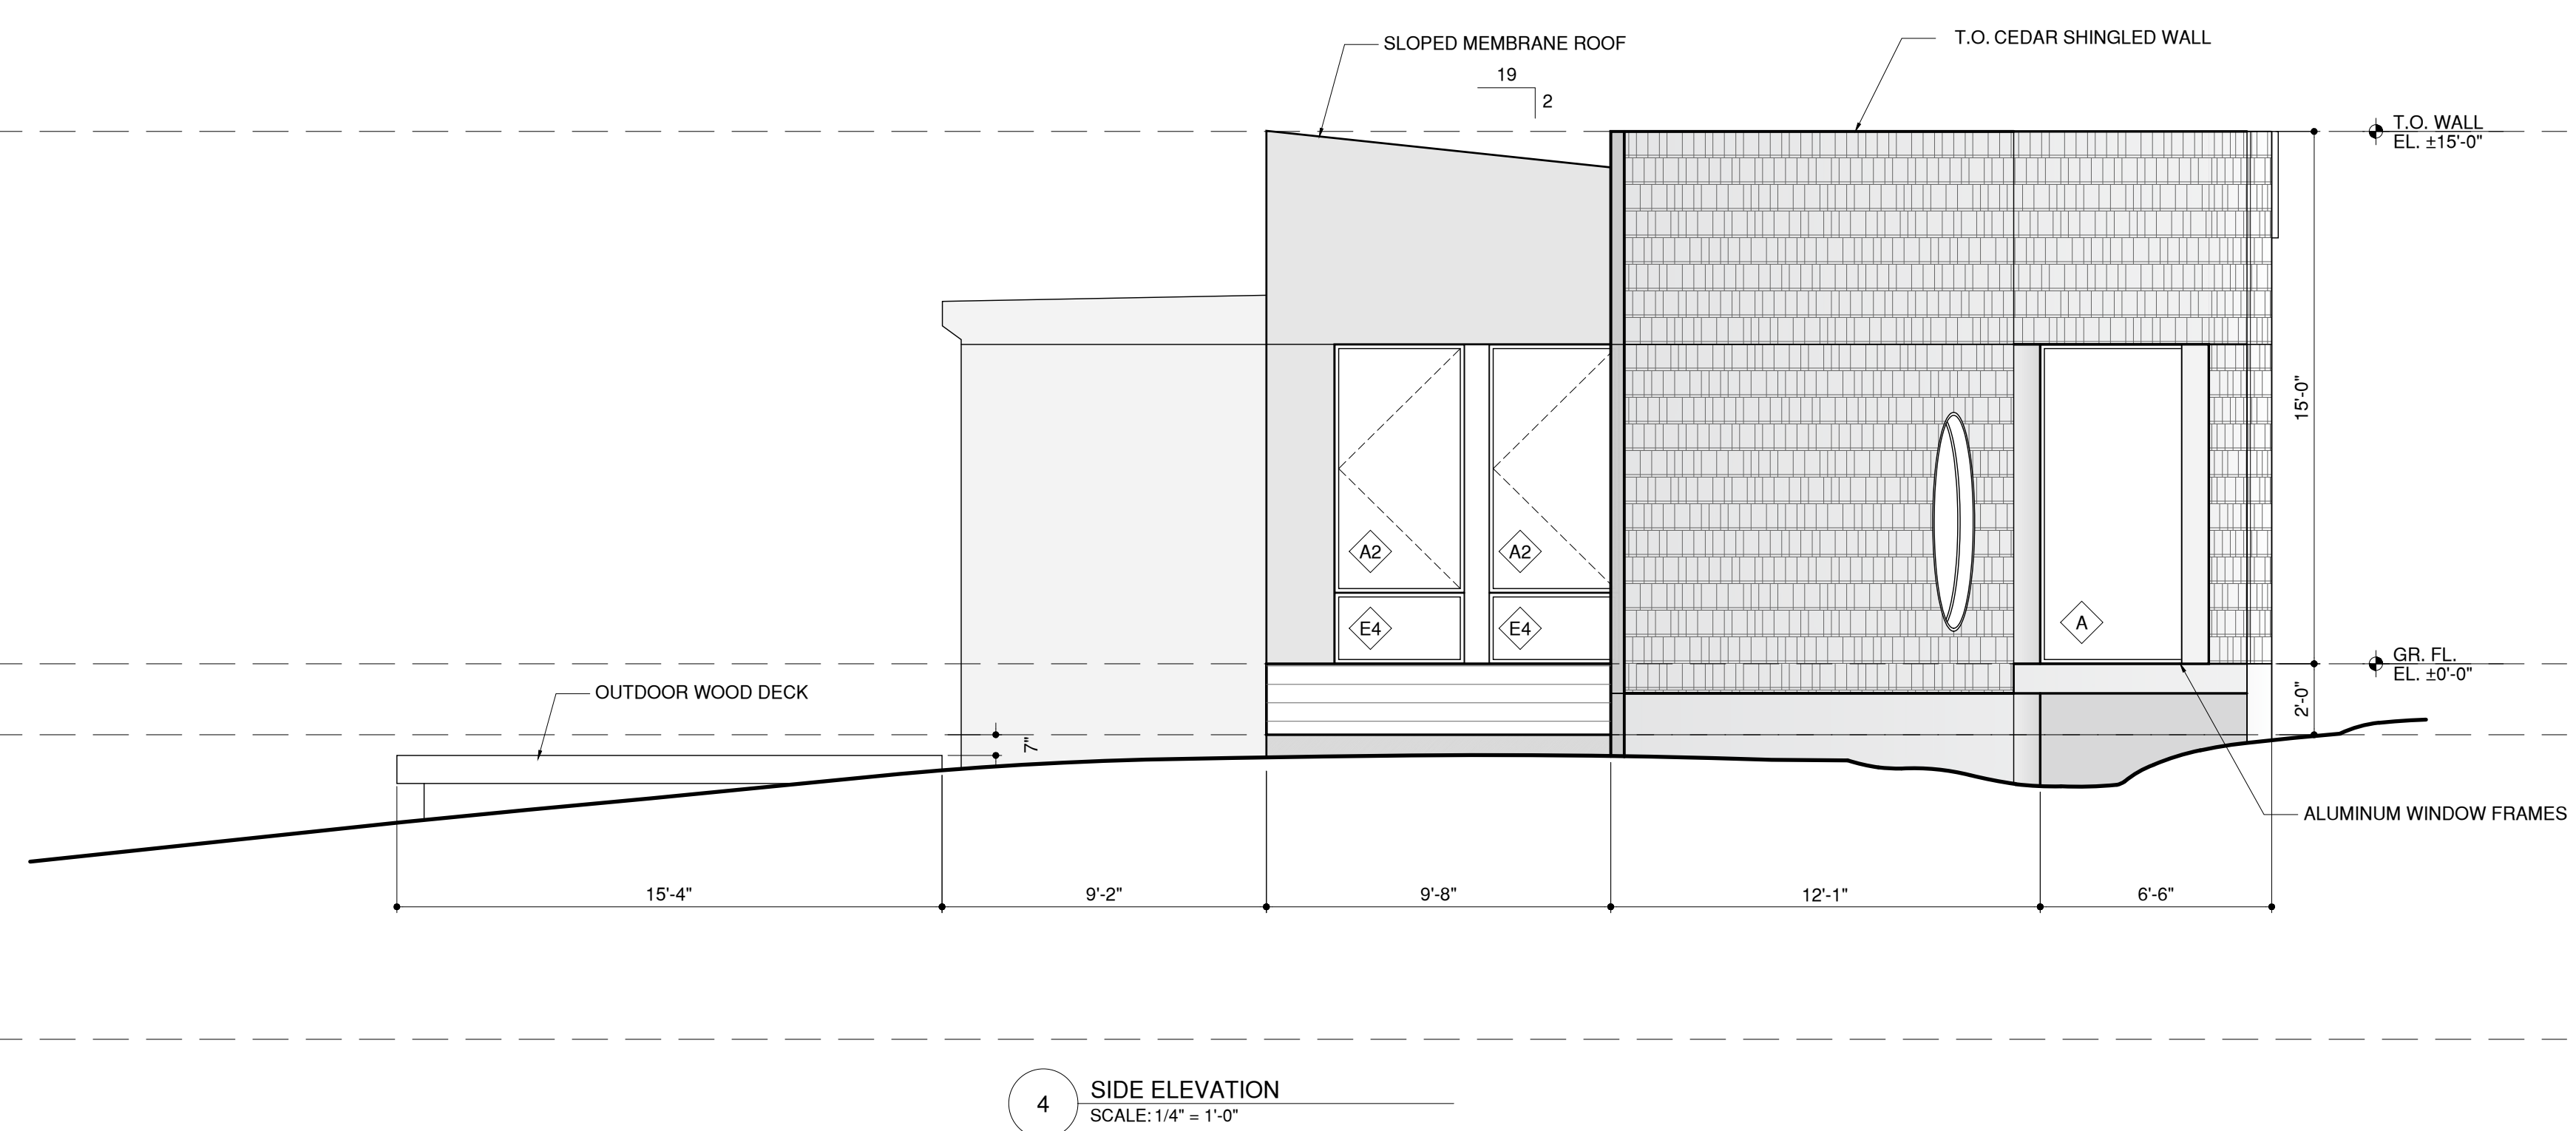 SLOPED MEMBRANE ROOF
T.O. CEDAR SHINGLED WALL
19
2
T.O. WALL
EL. ±15'-0"
15'-0"
A2
A2
E4
E4
A
GR. FL.
EL. ±0'-0"
2'-0"
OUTDOOR WOOD DECK
7"
ALUMINUM WINDOW FRAMES
15'-4"
9'-2"
9'-8"
12'-1"
6'-6"
4
SIDE ELEVATION
SCALE: 1/4" = 1'-0"